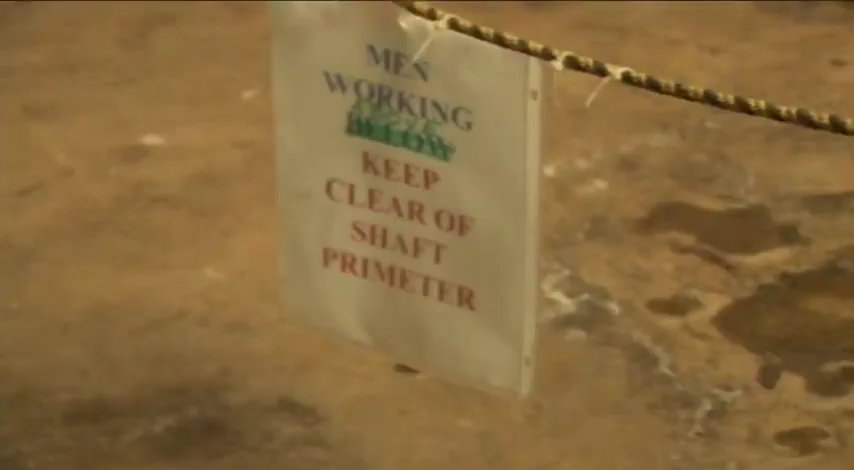 MEN
WORKING
BELOW
KEEP
CLEAR OF
SHAFT
PRIMETER